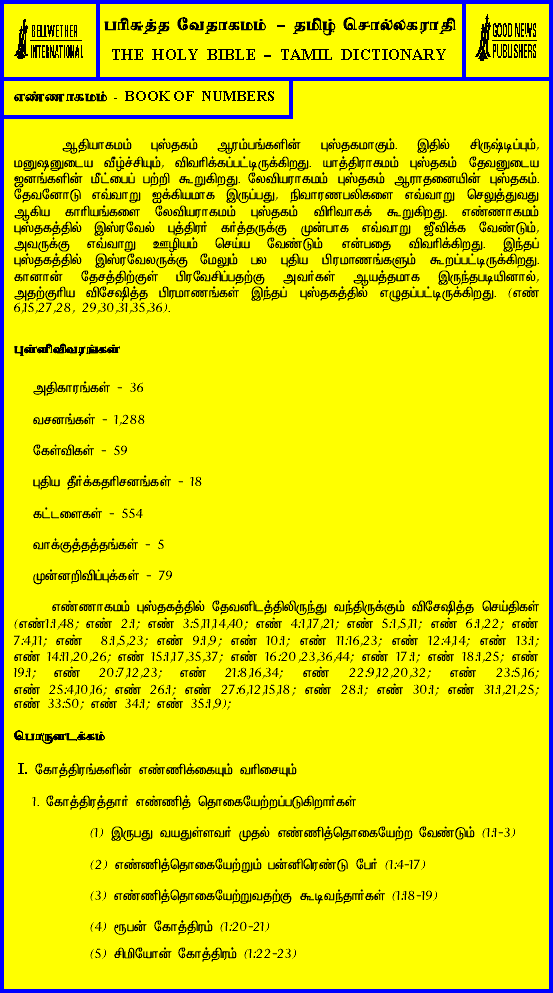 BELLWETHER
INTERNATIONAL
பரிசுத்த வேதாகமம் – தமிழ் சொல்லகராதி
THE HOLY BIBLE – TAMIL DICTIONARY
GOOD NEWS
PUBLISHERS
எண்ணாகமம் - BOOK OF NUMBERS
ஆதியாகமம் புஸ்தகம் ஆரம்பங்களின் புஸ்தகமாகும். இதில் சிருஷ்டிப்பும்,
மனுஷனுடைய வீழ்ச்சியும், விவரிக்கப்பட்டிருக்கிறது. யாத்திராகமம் புஸ்தகம் தேவனுடைய
ஜனங்களின் மீட்பைப் பற்றி கூறுகிறது. லேவியராகமம் புஸ்தகம் ஆராதனையின் புஸ்தகம்.
தேவனோடு எவ்வாறு ஐக்கியமாக இருப்பது, நிவாரணபலிகளை எவ்வாறு செலுத்துவது
ஆகிய காரியங்களை லேவியராகமம் புஸ்தகம் விரிவாகக் கூறுகிறது. எண்ணாகமம்
புஸ்தகத்தில் இஸ்ரவேல் புத்திரர் கர்த்தருக்கு முன்பாக எவ்வாறு ஜீவிக்க வேண்டும்,
அவருக்கு எவ்வாறு ஊழியம் செய்ய வேண்டும் என்பதை விவரிக்கிறது. இந்தப்
புஸ்தகத்தில் இஸ்ரவேலருக்கு மேலும் பல புதிய பிரமாணங்களும் கூறப்பட்டிருக்கிறது.
கானான் தேசத்திற்குள் பிரவேசிப்பதற்கு அவர்கள் ஆயத்தமாக இருந்தபடியினால்,
அதற்குரிய விசேஷித்த பிரமாணங்கள் இந்தப் புஸ்தகத்தில் எழுதப்பட்டிருக்கிறது. (எண்
6,15,27,28, 29,30,31,35,36).
புள்ளிவிவரங்கள்
அதிகாரங்கள் - 36
வசனங்கள் - 1,288
கேள்விகள் - 59
புதிய தீர்க்கதரிசனங்கள் - 18
கட்டளைகள் - 554
வாக்குத்தத்தங்கள் - 5
முன்னறிவிப்புக்கள் - 79
எண்ணாகமம் புஸ்தகத்தில் தேவனிடத்திலிருந்து வந்திருக்கும் விசேஷித்த செய்திகள்
(எண்1:1,48; எண் 2:1; எண் 3:5,11,14,40; எண் 4:1,17,21; எண் 5:1,5,11; எண் 6:1,22; எண்
7:4,11; எண் 8:1,5,23; எண் 9:1,9; எண் 10:1; எண் 11:16,23; எண் 12:4,14; எண் 13:1;
எண் 14:11,20,26; எண் 15:1,17,35,37; எண் 16:20,23,36,44; எண் 17:1; எண் 18:1,25; எண்
19:1; எண் 20:7,12,23; எண் 21:8,16,34; எண் 22:9,12,20,32; எண் 23:5,16;
எண் 25:4,10,16; எண் 26:1; எண் 27:6,12,15,18; எண் 28:1; எண் 30:1; எண் 31:1,21,25;
எண் 33:50; எண் 34:1; எண் 35:1,9);
பொருளடக்கம்
I. கோத்திரங்களின் எண்ணிக்கையும் வரிசையும்
1. கோத்திரத்தார் எண்ணித் தொகையேற்றப்படுகிறார்கள்
(1) இருபது வயதுள்ளவர் முதல் எண்ணித்தொகையேற்ற வேண்டும் (1:1-3)
(2) எண்ணித்தொகையேற்றும் பன்னிரெண்டு பேர் (1:4-17)
(3) எண்ணித்தொகையேற்றுவதற்கு கூடிவந்தார்கள் (1:18-19)
(4) ரூபன் கோத்திரம் (1:20-21)
(5) சிமியோன் கோத்திரம் (1:22-23)